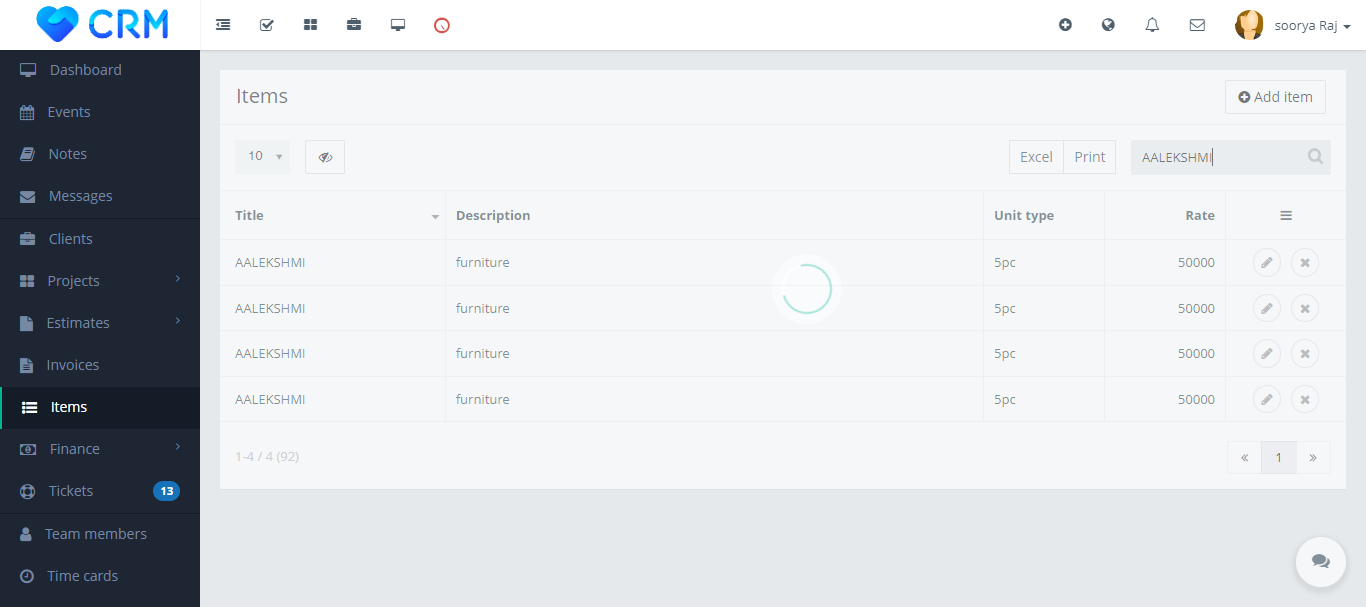 CRM
soorya Raj
Dashboard
Events
Notes
Messages
Clients
Projects
Estimates
Invoices
Items
Finance
Tickets 13
Team members
Time cards
Items
Add item
10
Excel Print AALEKSHMI
Title Description Unit type Rate
AALEKSHMI furniture 5pc 50000
AALEKSHMI furniture 5pc 50000
AALEKSHMI furniture 5pc 50000
AALEKSHMI furniture 5pc 50000
1-4 / 4 (92)
« 1 »